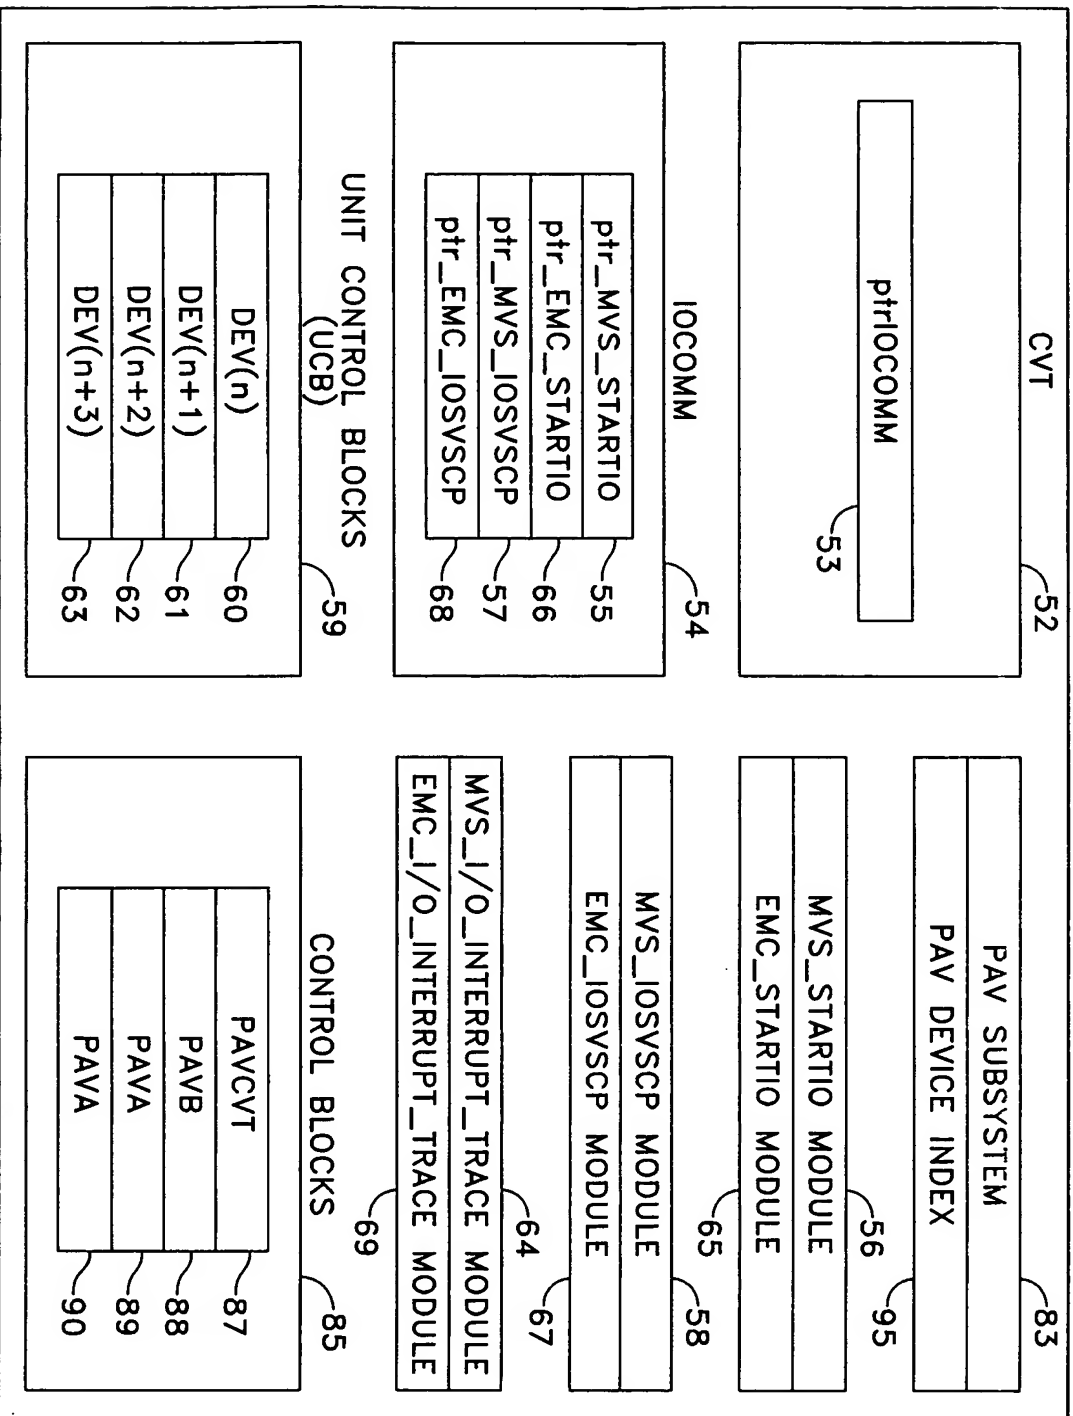 CVT
52
ptrIOCOMM
53
IOCOMM
54
ptr_MVS_STARTIO
55
ptr_EMC_STARTIO
66
ptr_MVS_IOSVSCP
57
ptr_EMC_IOSVSCP
68
UNIT CONTROL BLOCKS
(UCB)
59
DEV(n)
60
DEV(n+1)
61
DEV(n+2)
62
DEV(n+3)
63
PAV SUBSYSTEM
83
PAV DEVICE INDEX
95
MVS_STARTIO MODULE
56
EMC_STARTIO MODULE
65
MVS_IOSVSCP MODULE
58
EMC_IOSVSCP MODULE
67
MVS_I/O_INTERRUPT_TRACE MODULE
64
EMC_I/O_INTERRUPT_TRACE MODULE
69
CONTROL BLOCKS
85
PAVCVT
87
PAVB
88
PAVA
89
PAVA
90